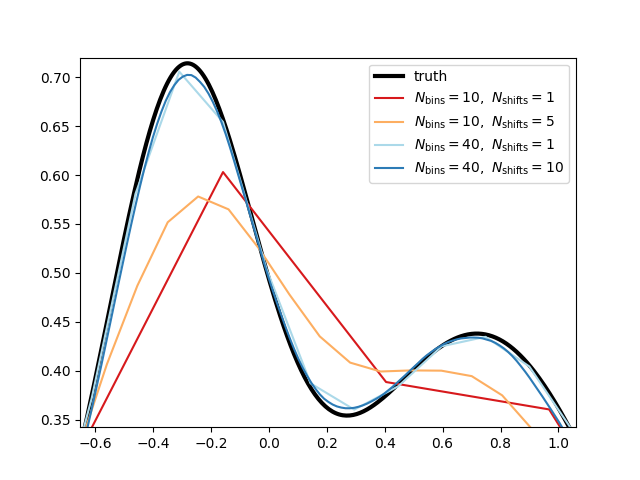 truth
N_bins = 10, N_shifts = 1
N_bins = 10, N_shifts = 5
N_bins = 40, N_shifts = 1
N_bins = 40, N_shifts = 10
0.70
0.65
0.60
0.55
0.50
0.45
0.40
0.35
−0.6 −0.4 −0.2 0.0 0.2 0.4 0.6 0.8 1.0